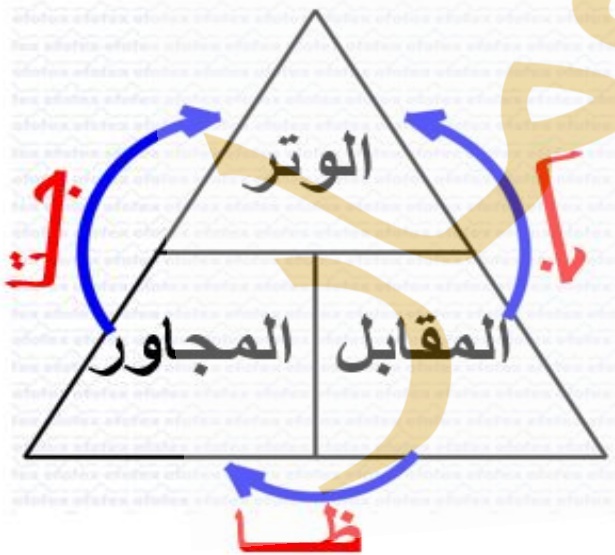 الوتر
جتا
جا
المقابل المجاور
ظا